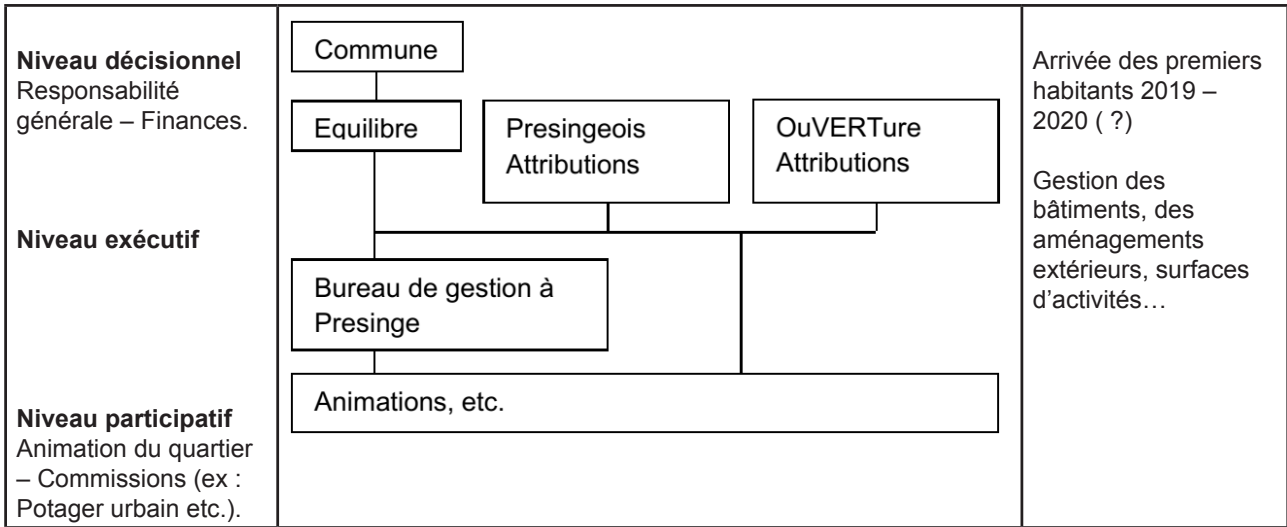 Niveau décisionnel
Responsabilité
générale – Finances.
Niveau exécutif
Niveau participatif
Animation du quartier
– Commissions (ex :
Potager urbain etc.).
Commune
Equilibre
Presingeois
Attributions
OuVERTure
Attributions
Bureau de gestion à
Presinge
Animations, etc.
Arrivée des premiers
habitants 2019 –
2020 ( ?)
Gestion des
bâtiments, des
aménagements
extérieurs, surfaces
d’activités…